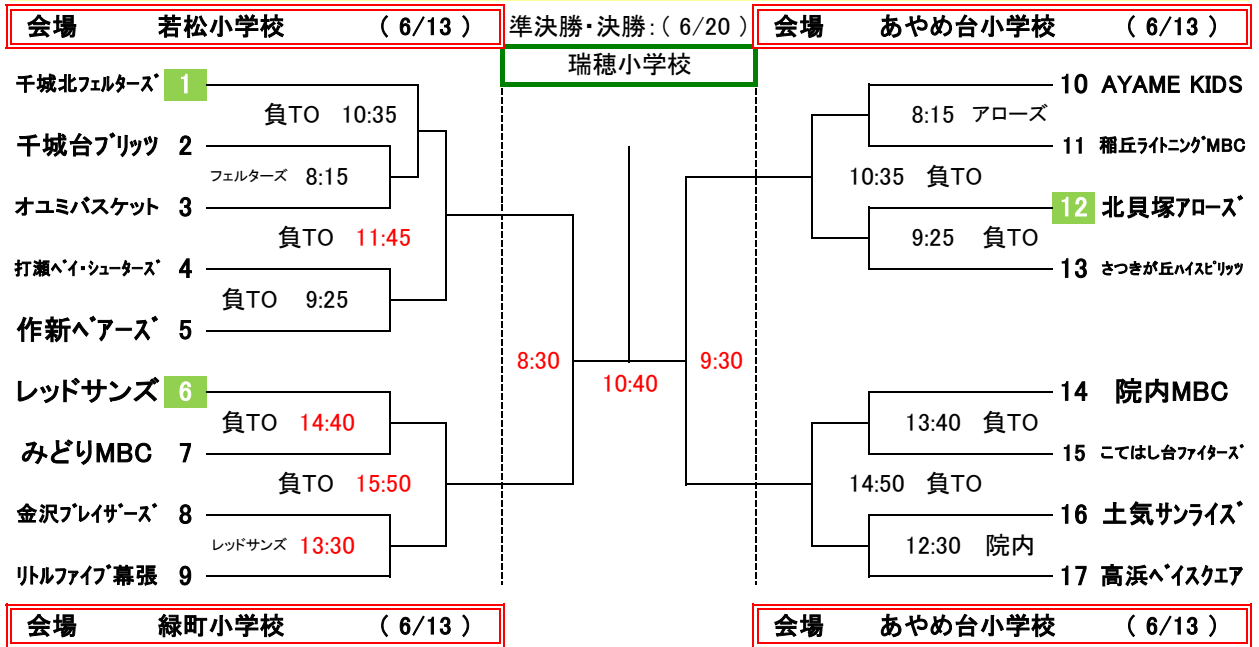 会場 若松小学校 ( 6/13 )
準決勝・決勝:( 6/20 )
瑞穂小学校
会場 あやめ台小学校 ( 6/13 )
千城北フェルターズ 1
負TO 10:35
千城台ブリッツ 2
フェルターズ 8:15
オユミバスケット 3
負TO 11:45
打瀬ベイ・シューターズ 4
負TO 9:25
作新ベアーズ 5
レッドサンズ 6
負TO 14:40
みどりMBC 7
負TO 15:50
金沢ブレイザーズ 8
レッドサンズ 13:30
リトルファイブ幕張 9
8:30
10:40
9:30
10 AYAME KIDS
8:15 アローズ
11 稲丘ライトニングMBC
10:35 負TO
12 北貝塚アローズ
9:25 負TO
13 さつきが丘ハイスピリッツ
14 院内MBC
13:40 負TO
15 こてはし台ファイターズ
14:50 負TO
16 土気サンライズ
12:30 院内
17 高浜ベイスクエア
会場 緑町小学校 ( 6/13 )
会場 あやめ台小学校 ( 6/13 )